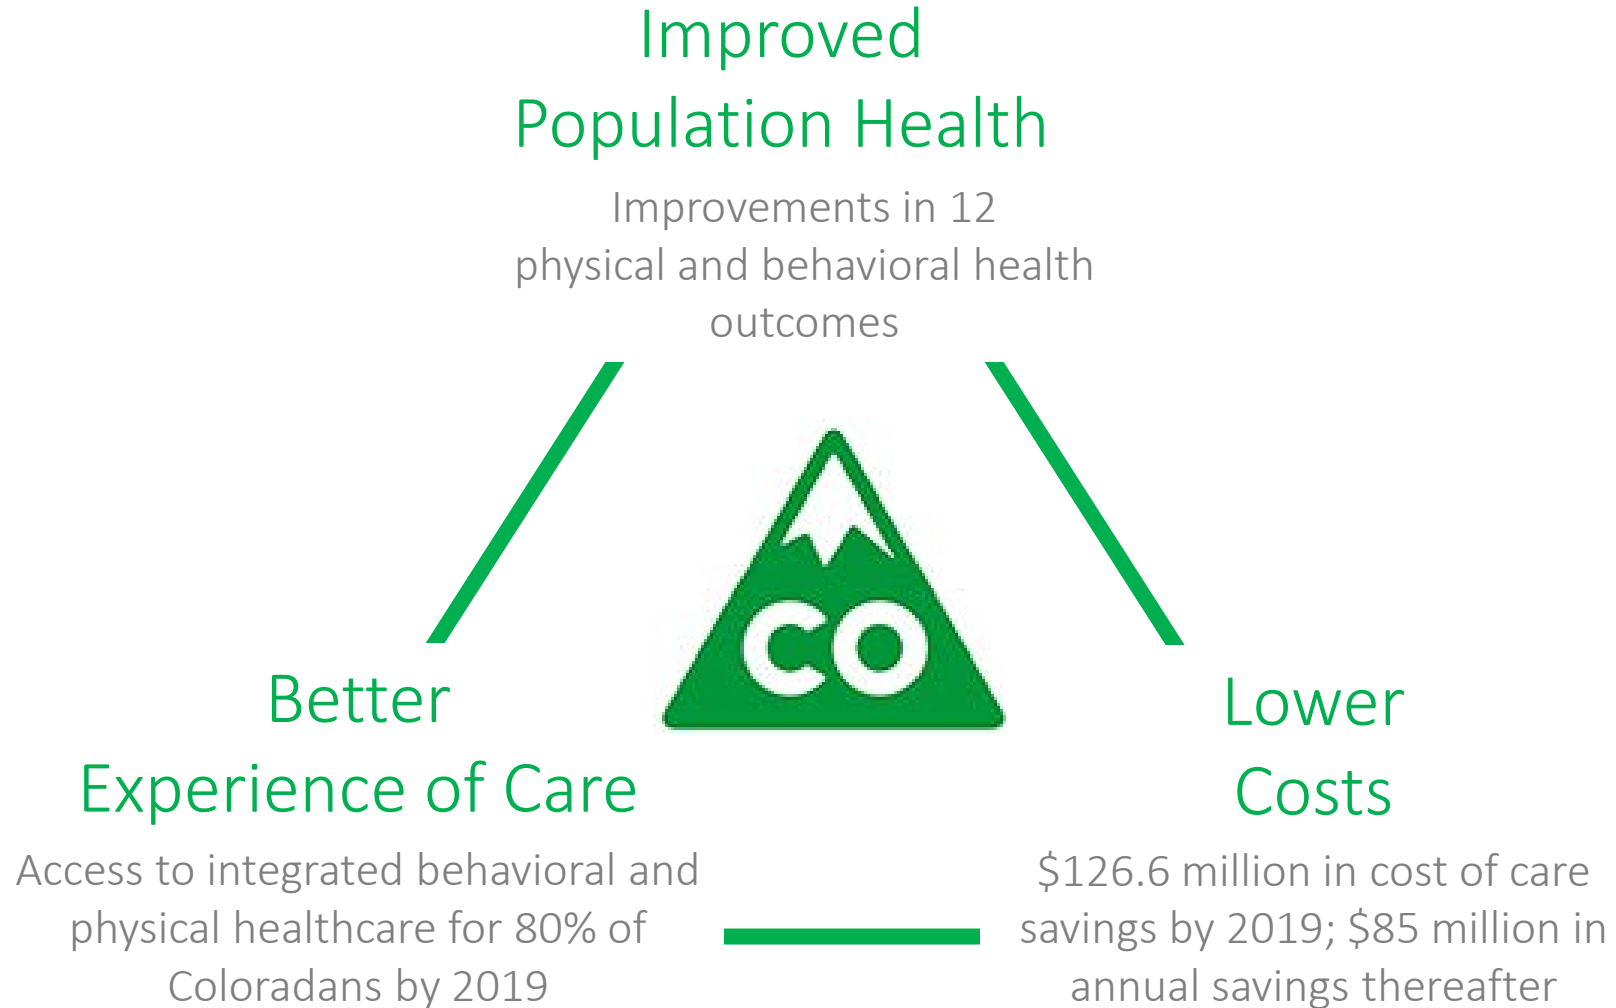 Improved
Population Health
Improvements in 12
physical and behavioral health
outcomes
CO
Better
Experience of Care
Access to integrated behavioral and
physical healthcare for 80% of
Coloradans by 2019
Lower
Costs
$126.6 million in cost of care
savings by 2019; $85 million in
annual savings thereafter